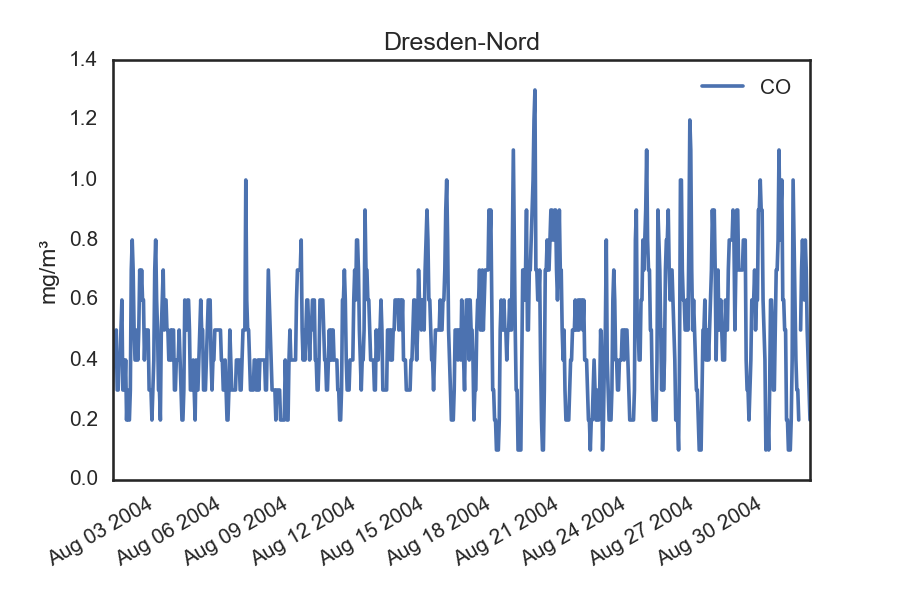 Dresden-Nord
CO
mg/m³
1.4
1.2
1.0
0.8
0.6
0.4
0.2
0.0
Aug 03 2004
Aug 06 2004
Aug 09 2004
Aug 12 2004
Aug 15 2004
Aug 18 2004
Aug 21 2004
Aug 24 2004
Aug 27 2004
Aug 30 2004